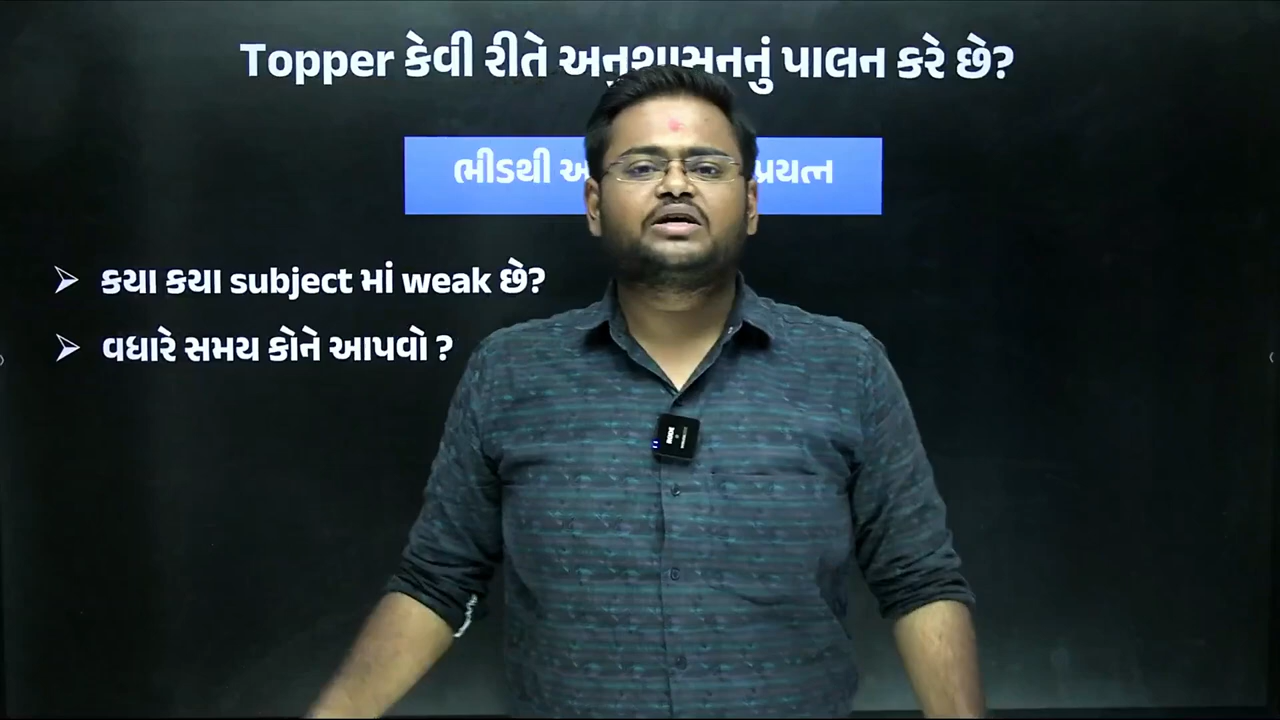 Topper કેવી રીતે અનુશાસનનું પાલન કરે છે?
ભીડથી પ્રયત્ન
➢ કયા કયા subject માં weak છે?
➢ વધારે સમય કોને આપવો ?